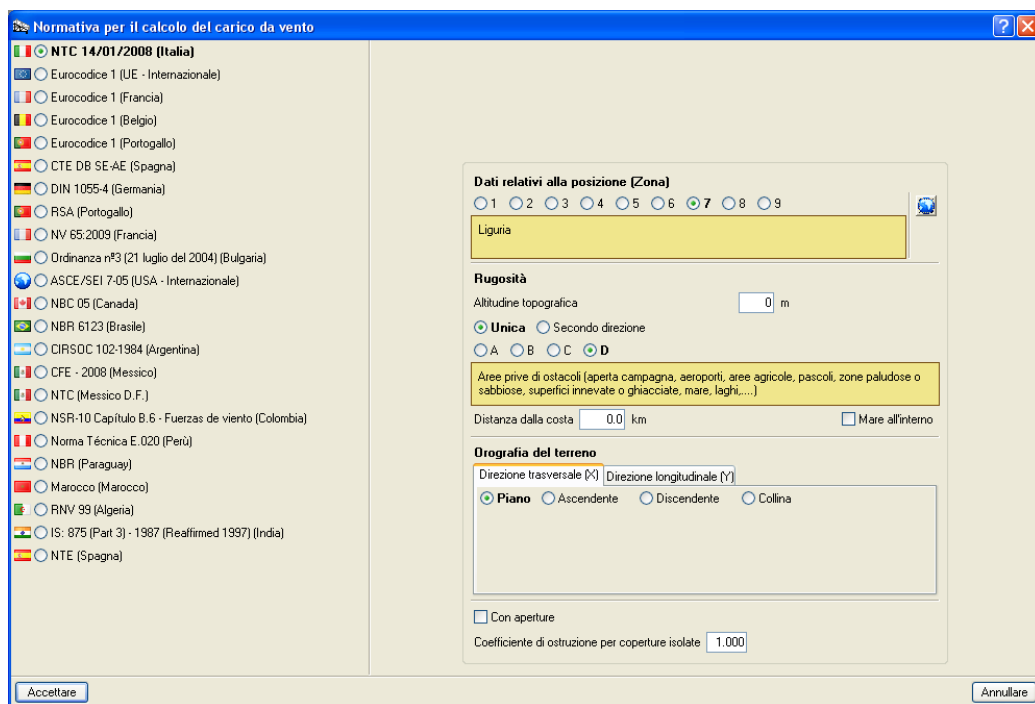 Normativa per il calcolo del carico da vento
NTC 14/01/2008 (Italia)
Eurocodice 1 (UE - Internazionale)
Eurocodice 1 (Francia)
Eurocodice 1 (Belgio)
Eurocodice 1 (Portogallo)
CTE DB SE-AE (Spagna)
DIN 1055-4 (Germania)
RSA (Portogallo)
NV 65:2009 (Francia)
Ordinanza nº3 (21 luglio del 2004) (Bulgaria)
ASCE/SEI 7-05 (USA - Internazionale)
NBC 05 (Canada)
NBR 6123 (Brasile)
CIRSOC 102-1984 (Argentina)
CFE - 2008 (Messico)
NTC (Messico D.F.)
NSR-10 Capítulo B.6 - Fuerzas de viento (Colombia)
Norma Técnica E.020 (Perù)
NBR (Paraguay)
Marocco (Marocco)
RNV 99 (Algeria)
IS: 875 (Part 3) - 1987 (Reaffirmed 1997) (India)
NTE (Spagna)
Dati relativi alla posizione (Zona)
1 2 3 4 5 6 7 8 9
Liguria
Rugosità
Altitudine topografica 0 m
Unica Secondo direzione
A B C D
Aree prive di ostacoli (aperta campagna, aeroporti, aree agricole, pascoli, zone paludose o
sabbiose, superfici innevate o ghiacciate, mare, laghi,....)
Distanza dalla costa 0.0 km Mare all'interno
Orografia del terreno
Direzione trasversale (X) Direzione longitudinale (Y)
Piano Ascendente Discendente Collina
Con aperture
Coefficiente di ostruzione per coperture isolate 1.000
Accettare Annullare